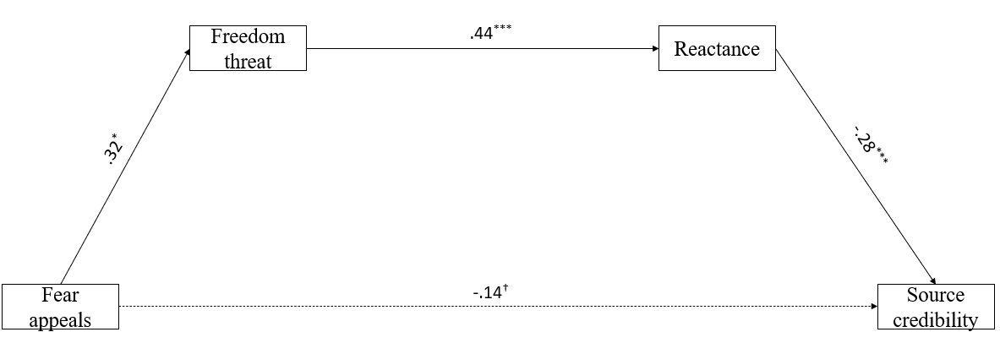 Freedom
threat
.44***
Reactance
.32*
-.28***
Fear
appeals
-.14†
Source
credibility